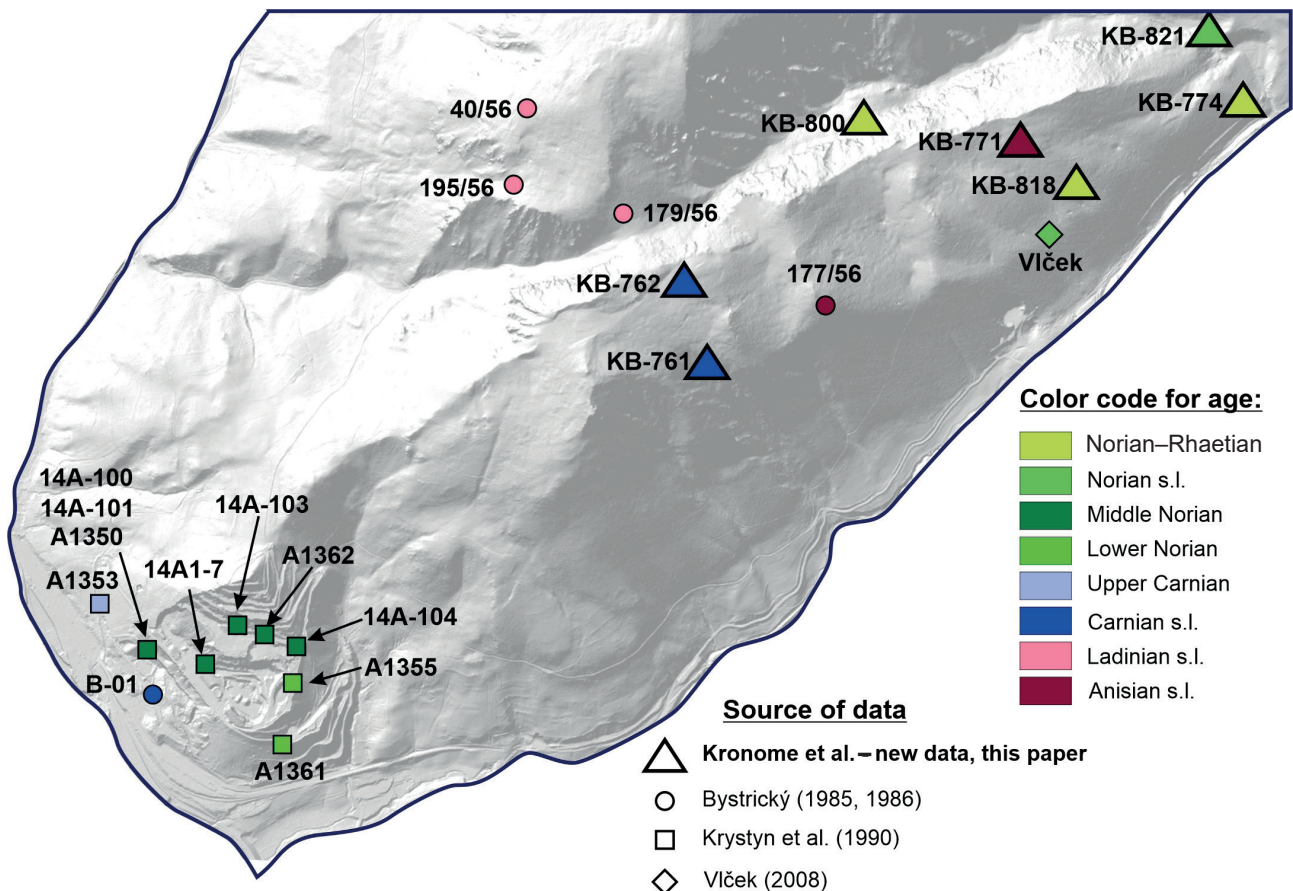 KB-821
40/56
KB-800
KB-774
KB-771
195/56
KB-818
179/56
Vlček
177/56
KB-762
KB-761
Color code for age:
Norian–Rhaetian
Norian s.l.
Middle Norian
Lower Norian
Upper Carnian
Carnian s.l.
Ladinian s.l.
Anisian s.l.
14A-100
14A-101
A1350
14A-103
A1362
A1353
14A1-7
14A-104
A1355
B-01
A1361
Source of data
Kronome et al.–new data, this paper
Bystrický (1985, 1986)
Krystyn et al. (1990)
Vlček (2008)